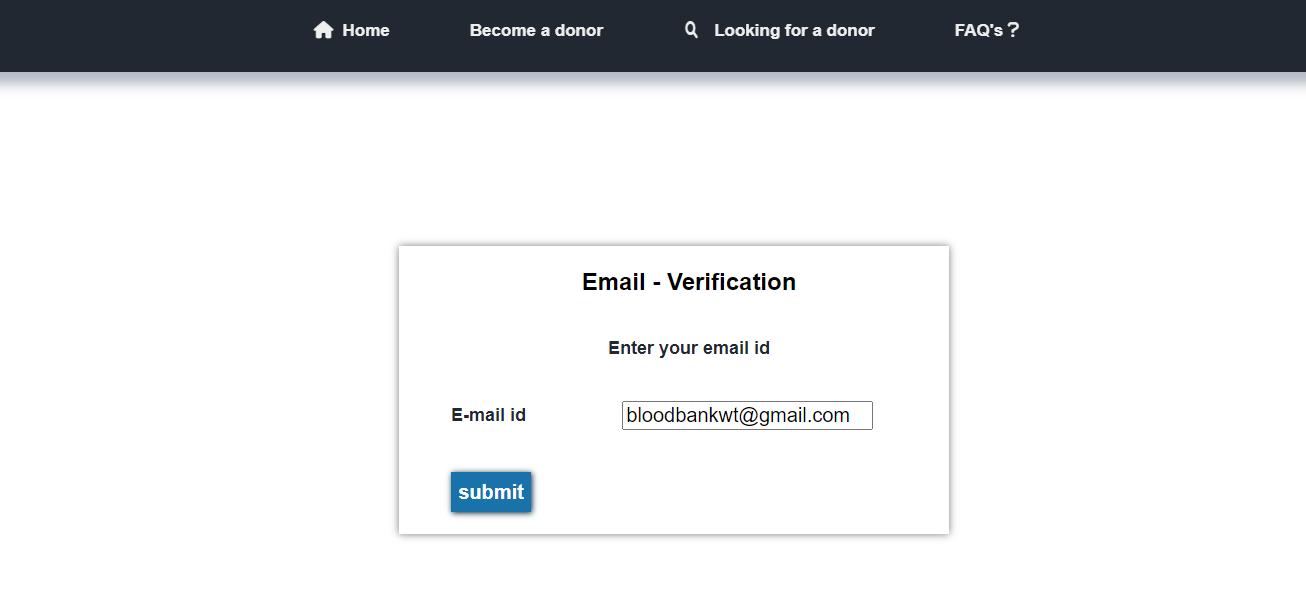 Home Become a donor Looking for a donor FAQ's ?
Email - Verification
Enter your email id
E-mail id bloodbankwt@gmail.com
submit